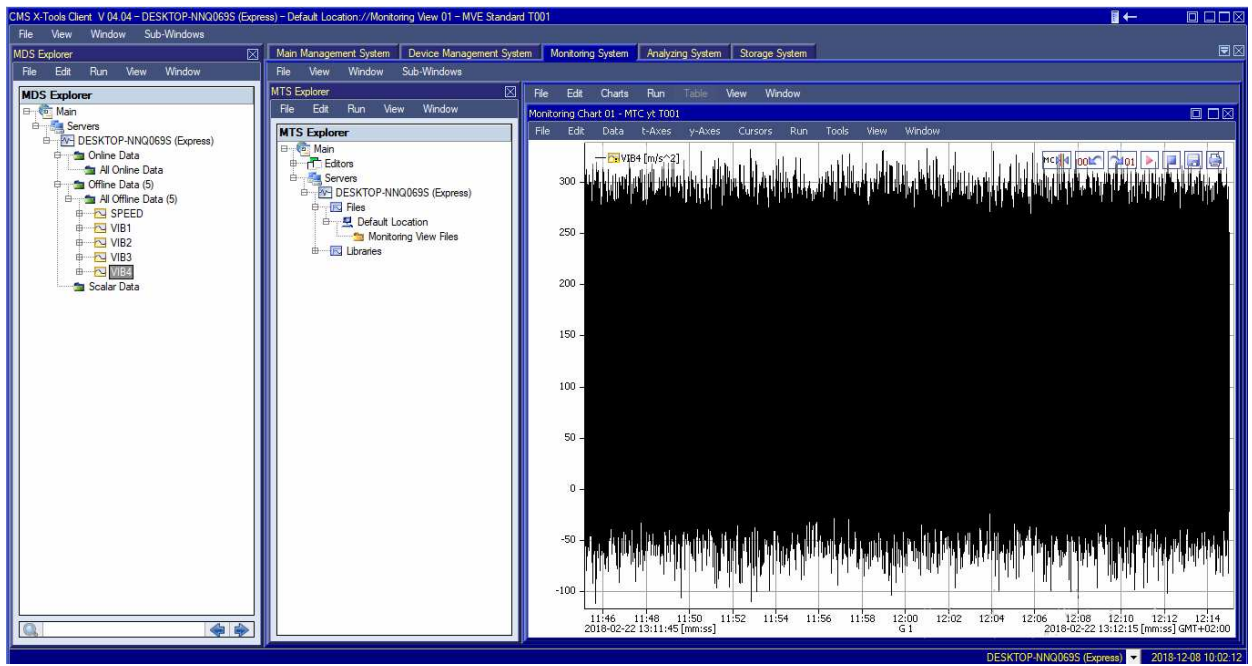 CMS X-Tools Client V 04.04 – DESKTOP-NNQ069S (Express) – Default Location://Monitoring View 01 – MVE Standard T001
File View Window Sub-Windows
MDS Explorer
File Edit Run View Window
MDS Explorer
Main
Servers
DESKTOP-NNQ069S (Express)
Online Data
All Online Data
Offline Data (5)
All Offline Data (5)
SPEED
VIB1
VIB2
VIB3
VIB4
Scalar Data
Main Management System Device Management System Monitoring System Analyzing System Storage System
File View Window Sub-Windows
MTS Explorer
File Edit Run View Window
MTS Explorer
Main
Editors
Servers
DESKTOP-NNQ069S (Express)
Files
Default Location
Monitoring View Files
Libraries
File Edit Charts Run Table View Window
Monitoring Chart 01 - MTC yt T001
File Edit Data t-Axes y-Axes Cursors Run Tools View Window
VIB4 [m/s^2]
MC 00 01
300
250
200
150
100
50
0
-50
-100
11:46 11:48 11:50 11:52 11:54 11:56 11:58 12:00 12:02 12:04 12:06 12:08 12:10 12:12 12:14
2018-02-22 13:11:45 [mm:ss] G 1 2018-02-22 13:12:15 [mm:ss] GMT+02:00
DESKTOP-NNQ069S (Express) 2018-12-08 10:02:12